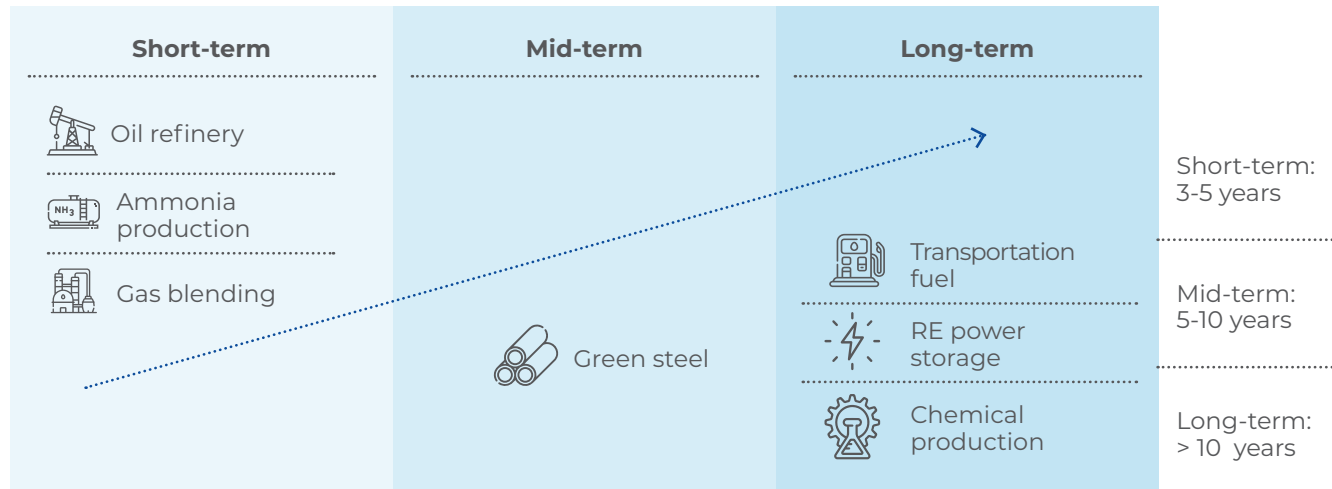 Short-term
Mid-term
Long-term
Oil refinery
NH3
Ammonia
production
Gas blending
Green steel
Transportation
fuel
RE power
storage
Chemical
production
Short-term:
3-5 years
Mid-term:
5-10 years
Long-term:
> 10 years